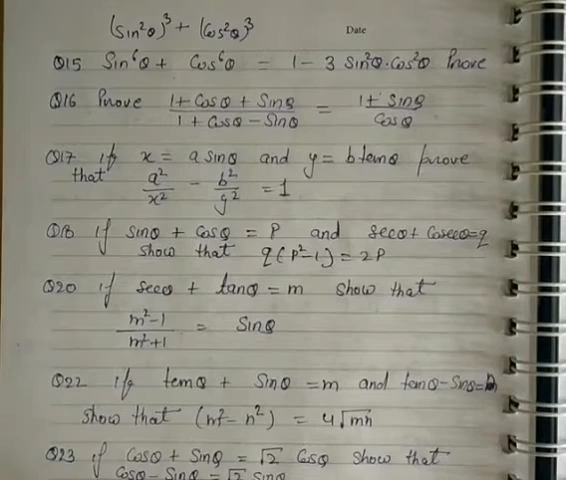 (Sin²θ)³ + (Cos²θ)³
Date
Q15 Sin⁶θ + Cos⁶θ = 1 - 3 Sin²θ.Cos²θ Prove
Q16 Prove (1 + Cosθ + Sinθ)/(1 + Cosθ - Sinθ) = (1 + Sinθ)/Cosθ
Q17 if x = a sinθ and y = b tanθ prove
that a²/x² - b²/y² = 1
Q18 if sinθ + cosθ = P and secθ + Cosecθ = q
show that q(P²-1) = 2P
Q20 if secθ + tanθ = m show that
(m²-1)/(m²+1) = Sinθ
Q22 if tanθ + Sinθ = m and tanθ - Sinθ = n
show that (m² - n²) = 4√mn
Q23 if Cosθ + Sinθ = √2 Cosθ show that
Cosθ - Sinθ = √2 Sinθ